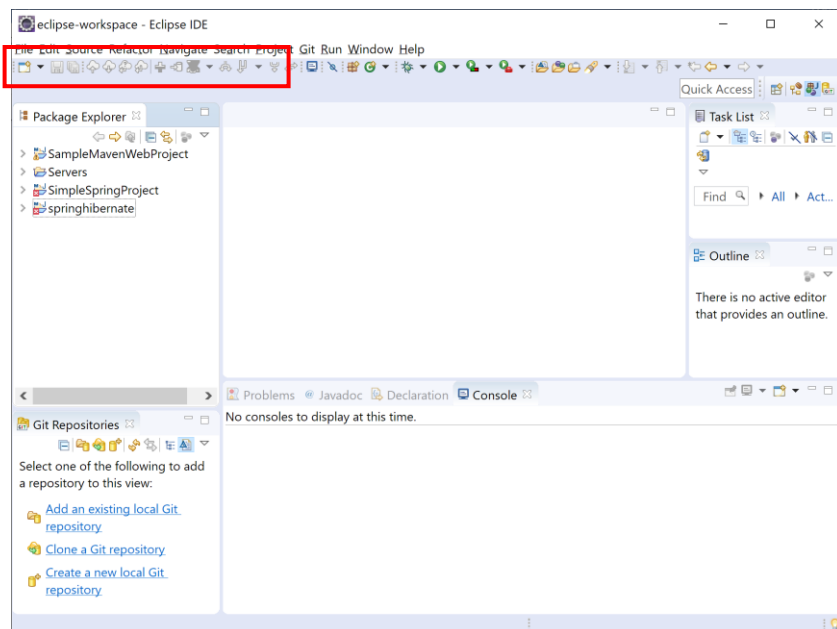 eclipse-workspace - Eclipse IDE
File Edit Source Refactor Navigate Search Project Git Run Window Help
Quick Access
Package Explorer
SampleMavenWebProject
Servers
SimpleSpringProject
springhibernate
Task List
Find
All
Act...
Outline
There is no active editor
that provides an outline.
Problems
Javadoc
Declaration
Console
No consoles to display at this time.
Git Repositories
Select one of the following to add
a repository to this view:
Add an existing local Git
repository
Clone a Git repository
Create a new local Git
repository